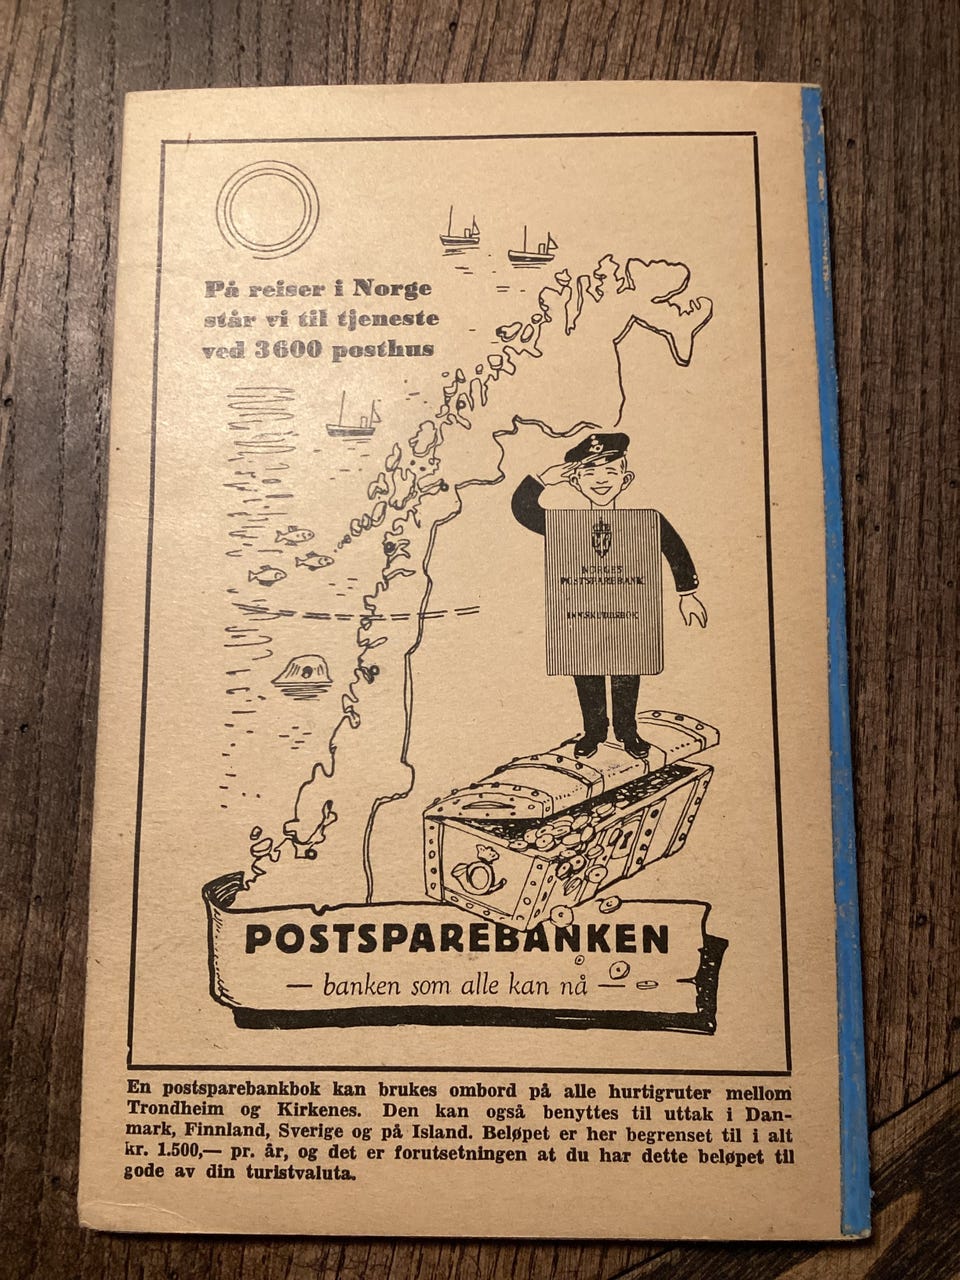 På reiser i Norge
står vi til tjeneste
ved 3600 posthus
NORGES
POSTSPAREBANK
INNSKUDDSBOK
POSTSPAREBANKEN
— banken som alle kan nå —
En postsparebankbok kan brukes ombord på alle hurtigruter mellom
Trondheim og Kirkenes. Den kan også benyttes til uttak i Dan-
mark, Finnland, Sverige og på Island. Beløpet er her begrenset til i alt
kr. 1.500,— pr. år, og det er forutsetningen at du har dette beløpet til
gode av din turistvaluta.